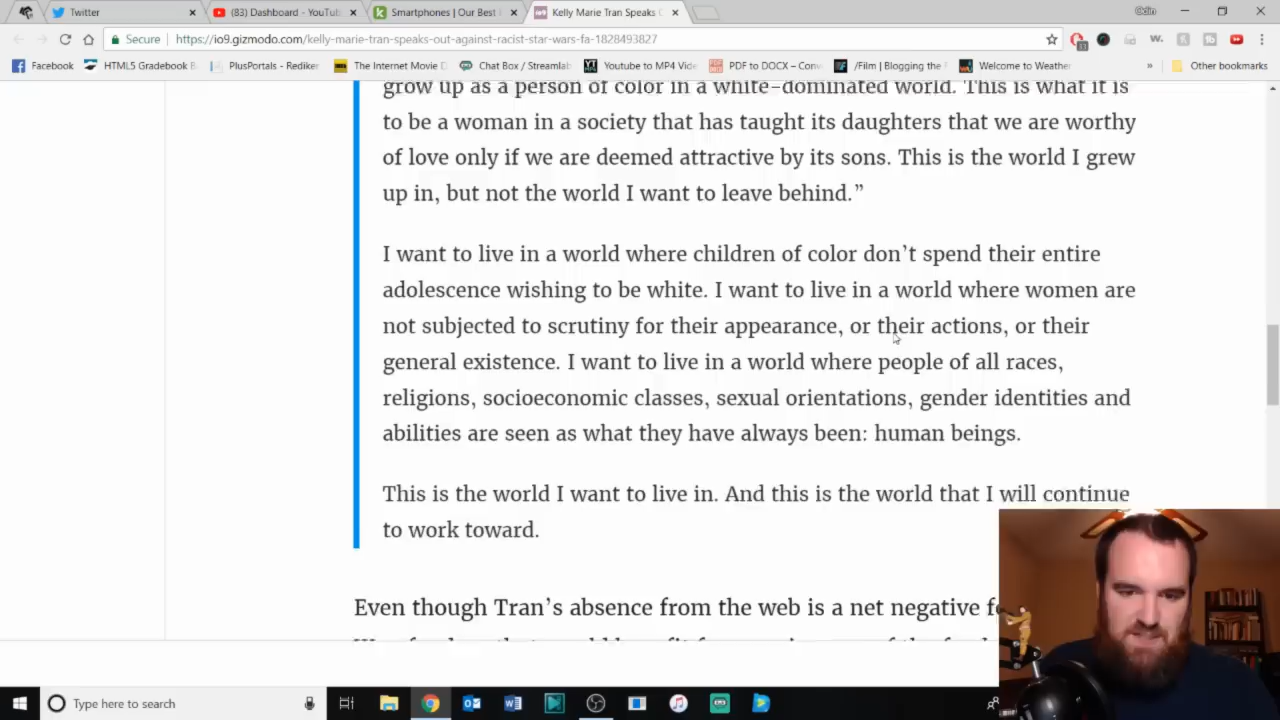 Twitter
(83) Dashboard - YouTub
Smartphones | Our Best
Kelly Marie Tran Speaks
Colin
Secure
https://io9.gizmodo.com/kelly-marie-tran-speaks-out-against-racist-star-wars-fa-1828493827
Facebook
HTML5 Gradebook
PlusPortals - Rediker
The Internet Movie D
Chat Box / Streamlab
Youtube to MP4 Vide
PDF to DOCX – Conv
/Film | Blogging the
Welcome to Weather
»
Other bookmarks
grow up as a person of color in a white-dominated world. This is what it is
to be a woman in a society that has taught its daughters that we are worthy
of love only if we are deemed attractive by its sons. This is the world I grew
up in, but not the world I want to leave behind.”
I want to live in a world where children of color don’t spend their entire
adolescence wishing to be white. I want to live in a world where women are
not subjected to scrutiny for their appearance, or their actions, or their
general existence. I want to live in a world where people of all races,
religions, socioeconomic classes, sexual orientations, gender identities and
abilities are seen as what they have always been: human beings.
This is the world I want to live in. And this is the world that I will continue
to work toward.
Even though Tran’s absence from the web is a net negative
Type here to search